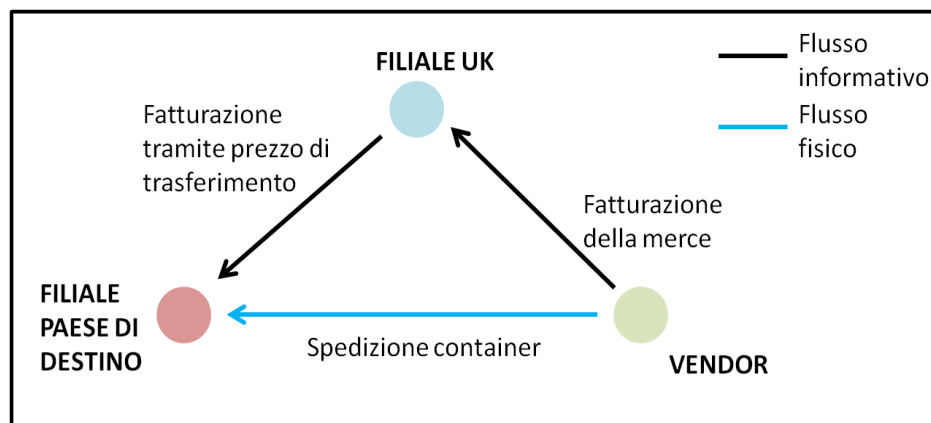 FILIALE UK
Flusso
informativo
Flusso
fisico
Fatturazione
tramite prezzo di
trasferimento
Fatturazione
della merce
FILIALE
PAESE DI
DESTINO
Spedizione container
VENDOR